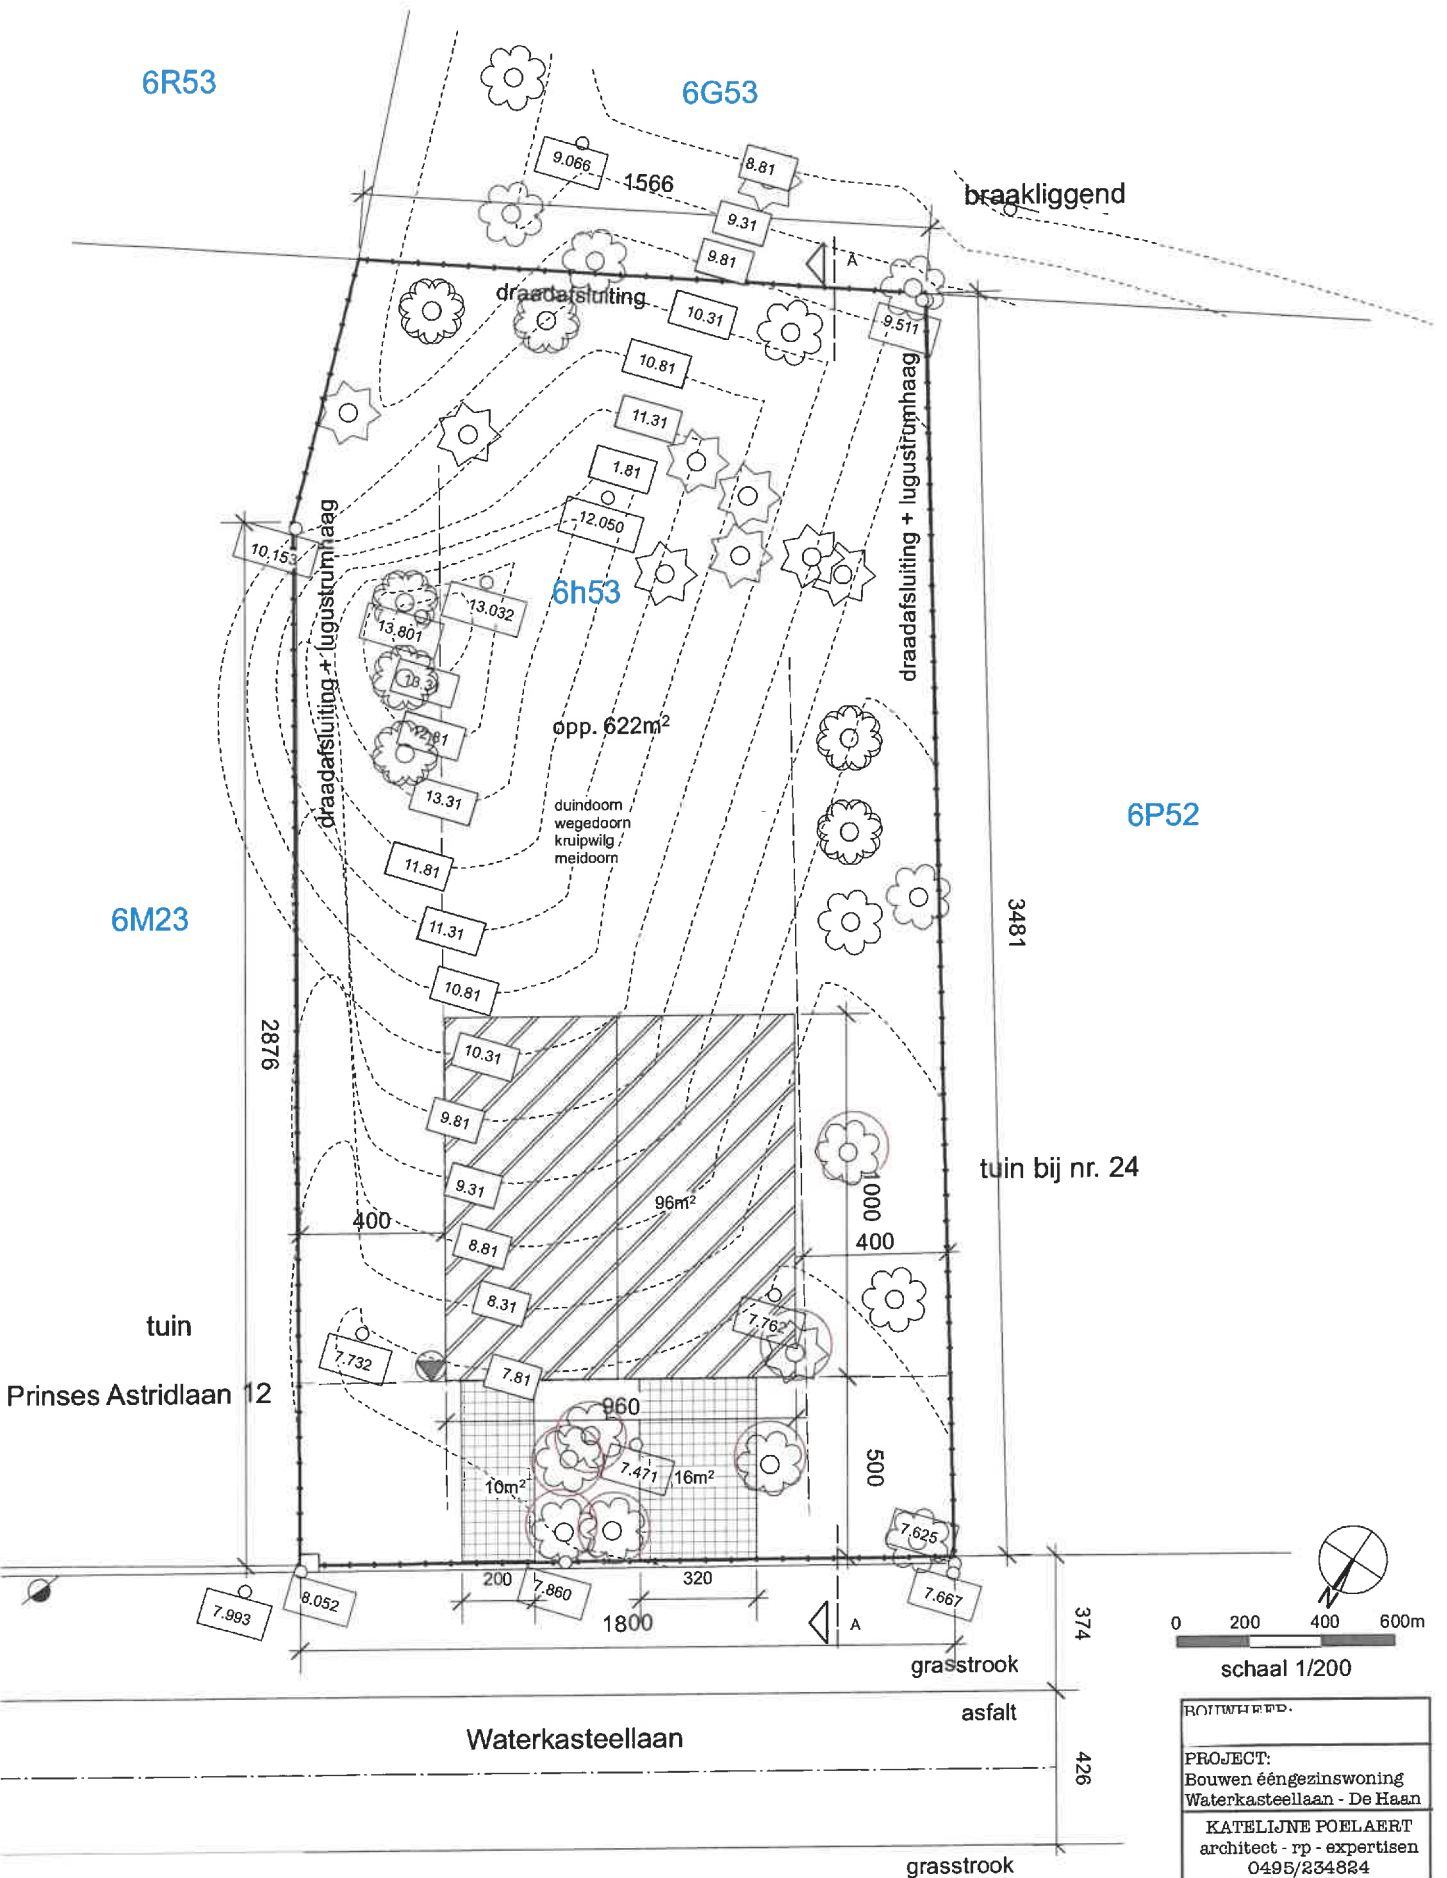 6R53
6G53
9.066
8.81
1566
braakliggend
9.31
9.81
A
draadafsluiting
10.31
9.511
10.81
11.31
1.81
12.050
10.153
draadafsluiting + lugustrumhaag
draadafsluiting + lugustrumhaag
6h53
13.032
13.801
13.31
12.81
opp. 622m²
13.31
duindoorn
wegedoorn
kruipwilg
meidoorn
6P52
11.81
6M23
11.31
3481
10.81
2876
10.31
9.81
tuin bij nr. 24
9.31
96m²
1000
400
8.81
400
8.31
7.762
tuin
7.732
7.81
Prinses Astridlaan 12
960
500
7.471
16m²
10m²
7.625
200
7.860
320
7.667
8.052
7.993
1800
A
374
N
0 200 400 600m
schaal 1/200
grasstrook
asfalt
Waterkasteellaan
426
grasstrook
PROJECT:
Bouwen ééngezinswoning
Waterkasteellaan - De Haan
KATELIJNE POELAERT
architect - rp - expertisen
0495/234824